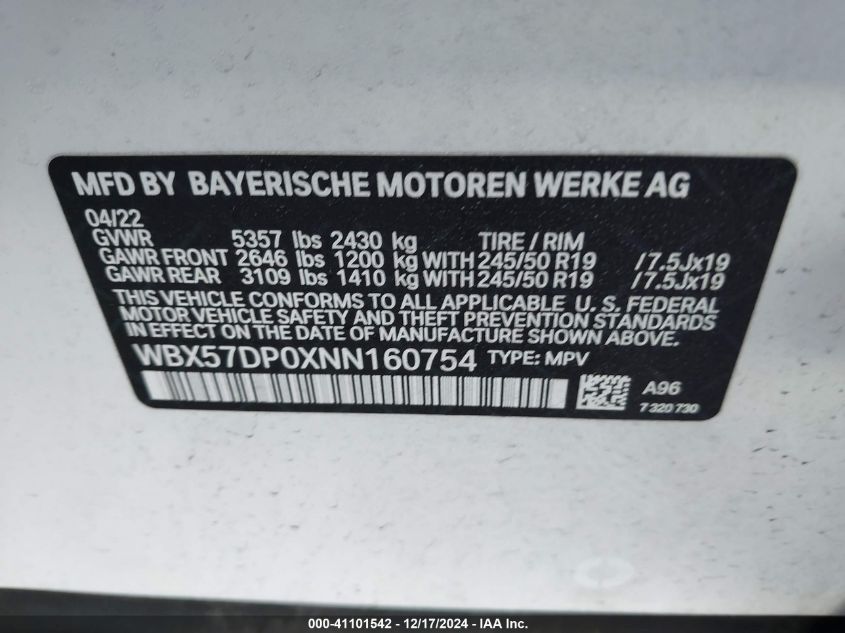 MFD BY BAYERISCHE MOTOREN WERKE AG
04/22
GVWR 5357 lbs 2430 kg TIRE / RIM
GAWR FRONT 2646 lbs 1200 kg WITH 245/50 R19 / 7.5Jx19
GAWR REAR 3109 lbs 1410 kg WITH 245/50 R19 / 7.5Jx19
THIS VEHICLE CONFORMS TO ALL APPLICABLE U. S. FEDERAL
MOTOR VEHICLE SAFETY AND THEFT PREVENTION STANDARDS
IN EFFECT ON THE DATE OF MANUFACTURE SHOWN ABOVE.
WBX57DP0XNN160754 TYPE: MPV
A96
7 320 730
000-41101542 / 12/17/2024 - IAA Inc.